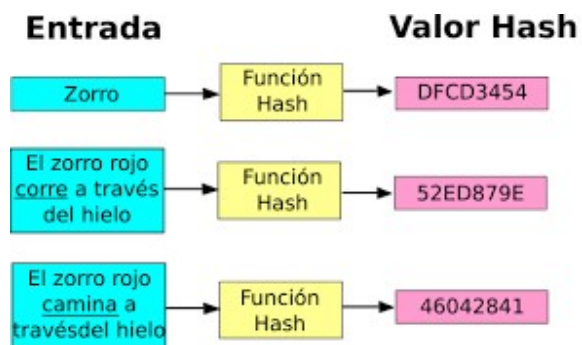 Entrada
Valor Hash
Zorro
Función
Hash
DFCD3454
El zorro rojo
corre a través
del hielo
Función
Hash
52ED879E
El zorro rojo
camina a
travésdel hielo
Función
Hash
46042841